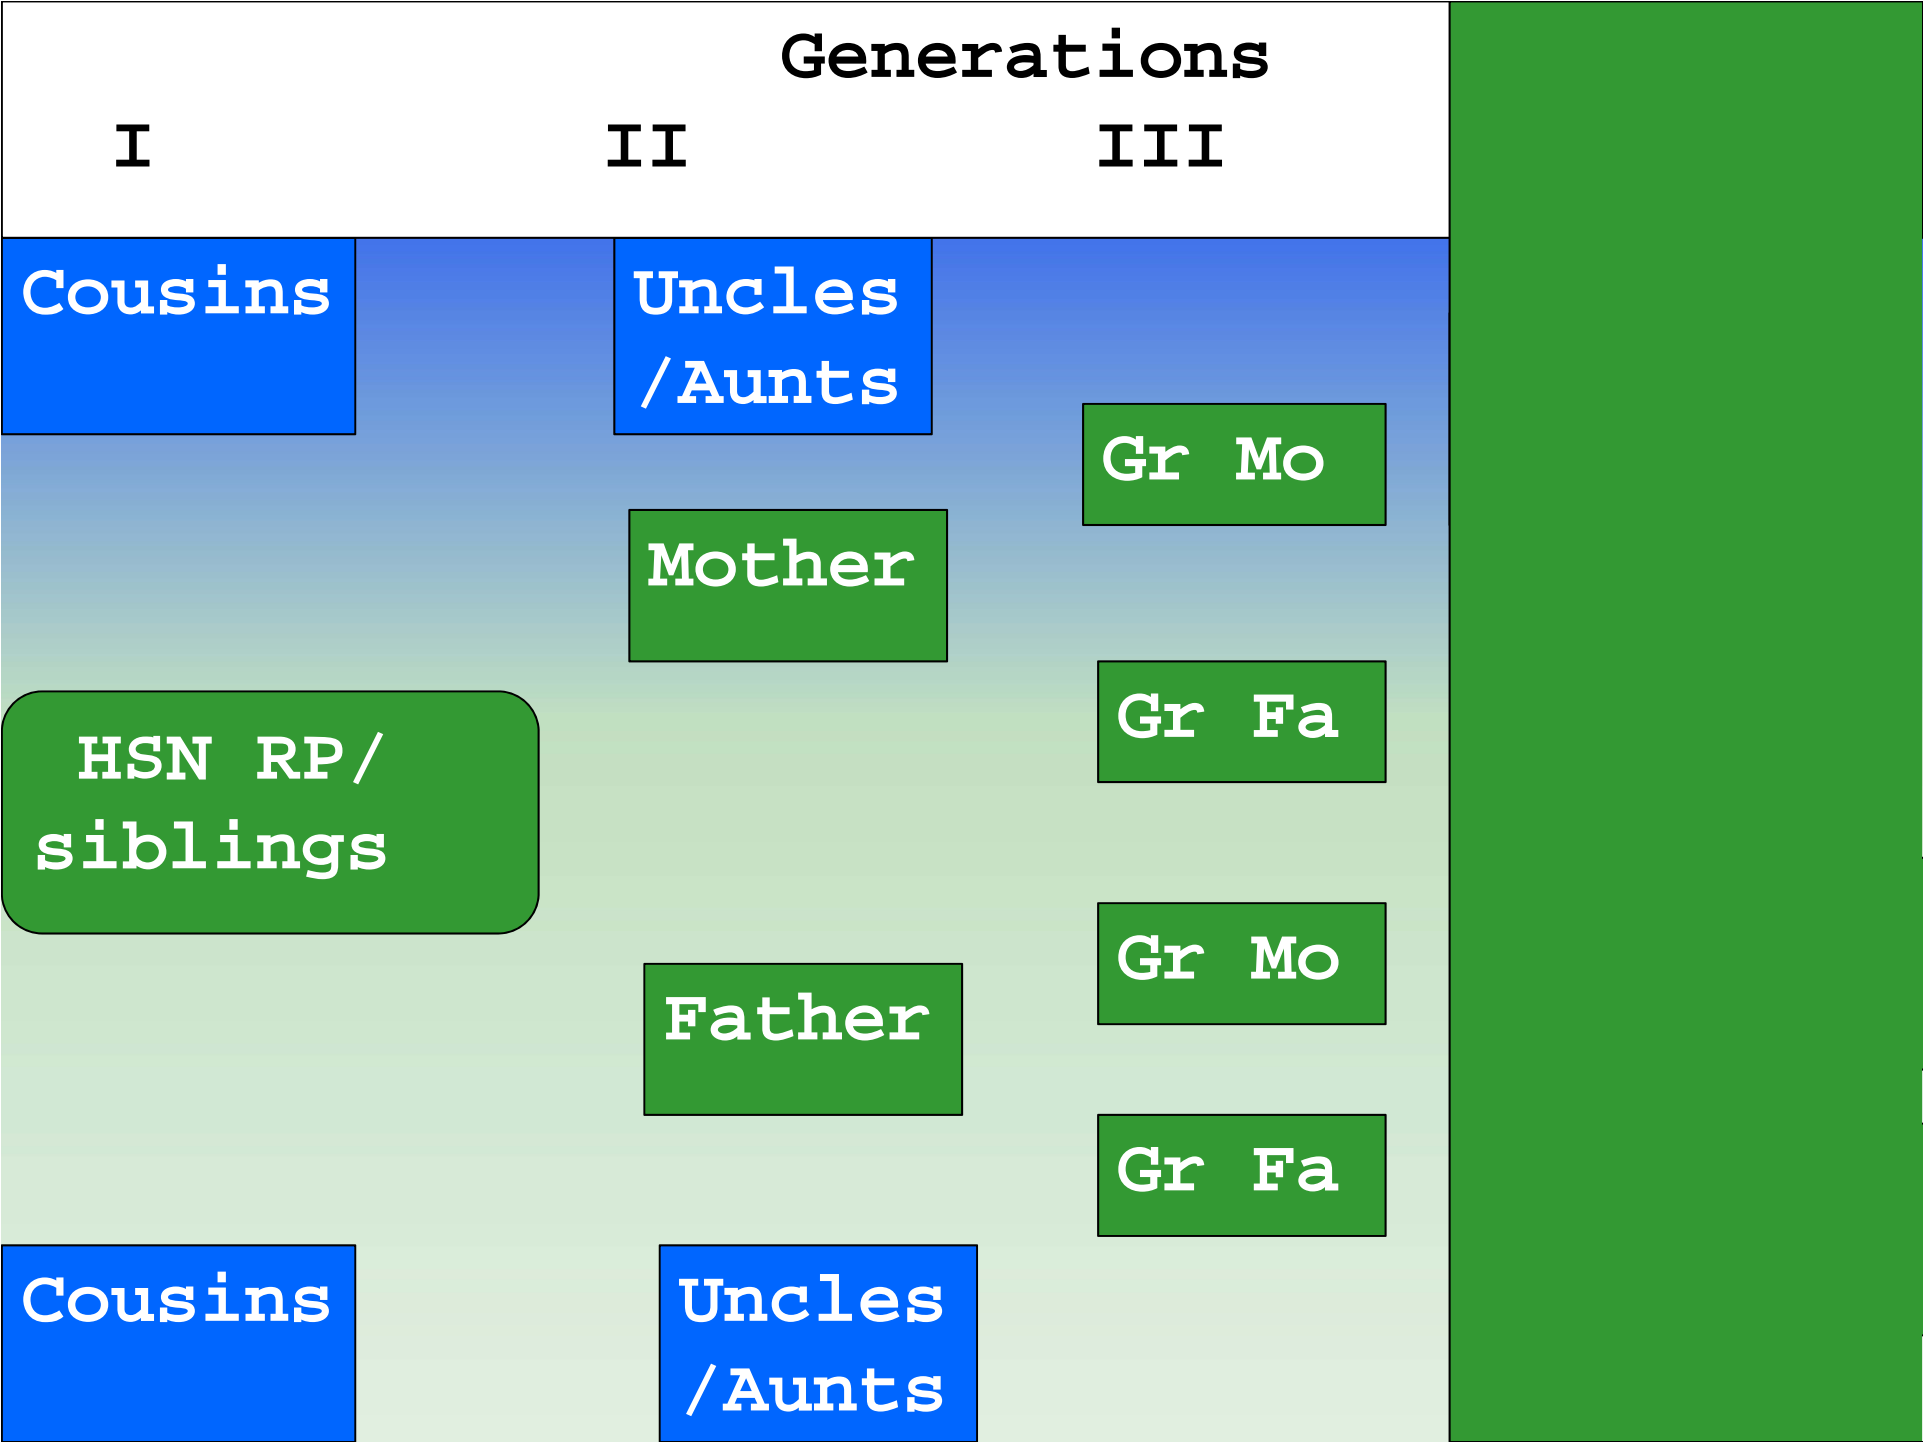 Generations
I II III
Cousins
Uncles
/Aunts
Gr Mo
Mother
Gr Fa
HSN RP/
siblings
Gr Mo
Father
Gr Fa
Cousins
Uncles
/Aunts